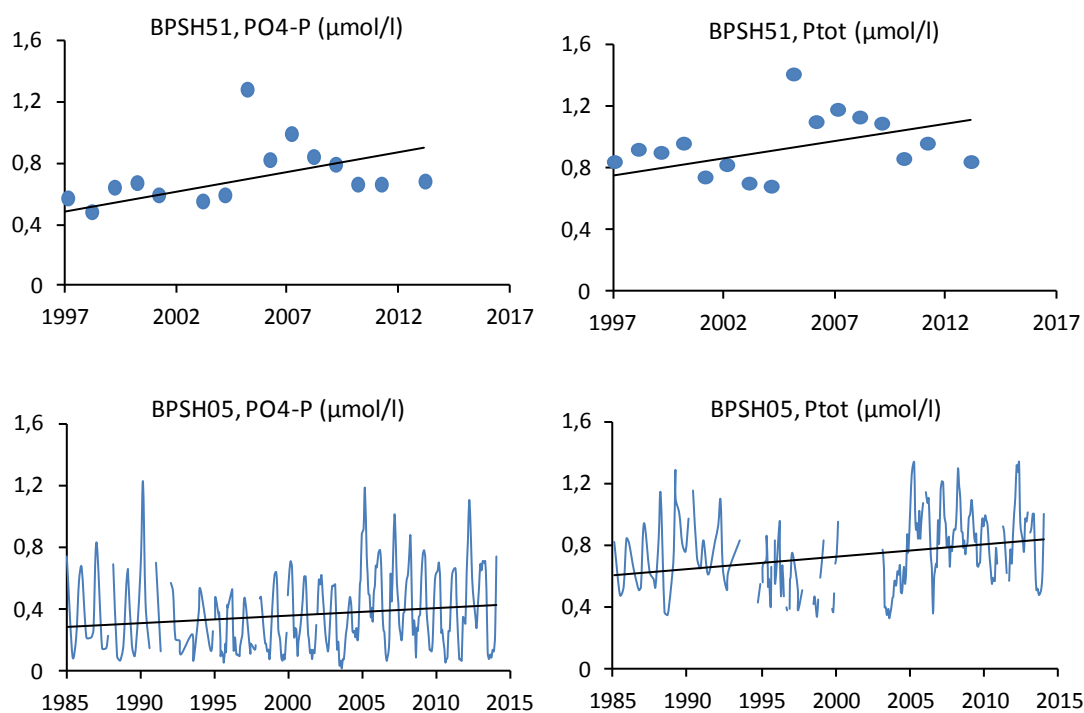 BPSH51, PO4-P (µmol/l)
1,6
1,2
0,8
0,4
0
1997 2002 2007 2012 2017
BPSH51, Ptot (µmol/l)
1,6
1,2
0,8
0,4
0
1997 2002 2007 2012 2017
BPSH05, PO4-P (µmol/l)
1,6
1,2
0,8
0,4
0
1985 1990 1995 2000 2005 2010 2015
BPSH05, Ptot (µmol/l)
1,6
1,2
0,8
0,4
0
1985 1990 1995 2000 2005 2010 2015